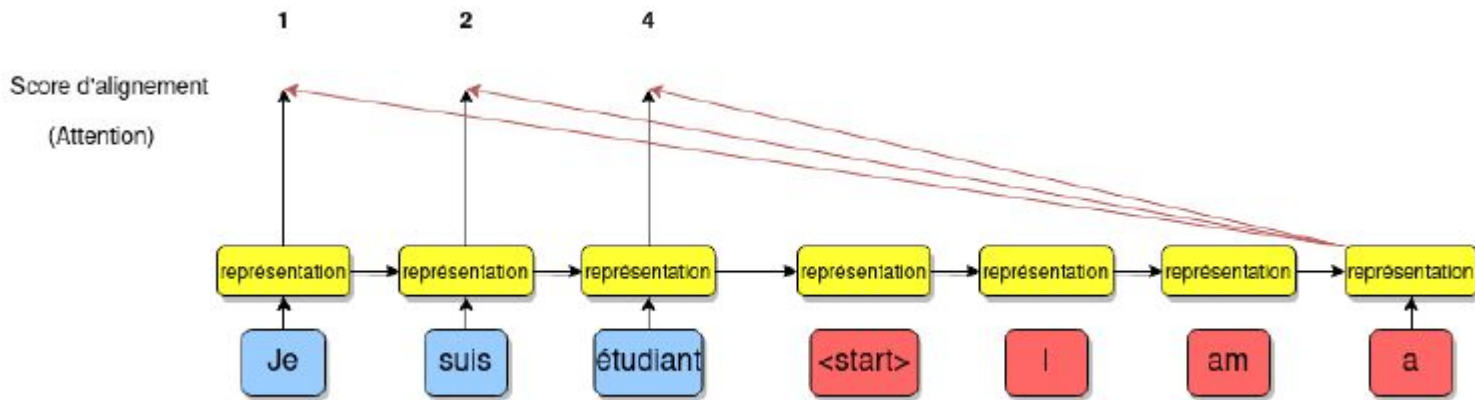 1 2 4
Score d'alignement
(Attention)
représentation représentation représentation représentation représentation représentation représentation
Je suis étudiant <start> I am a